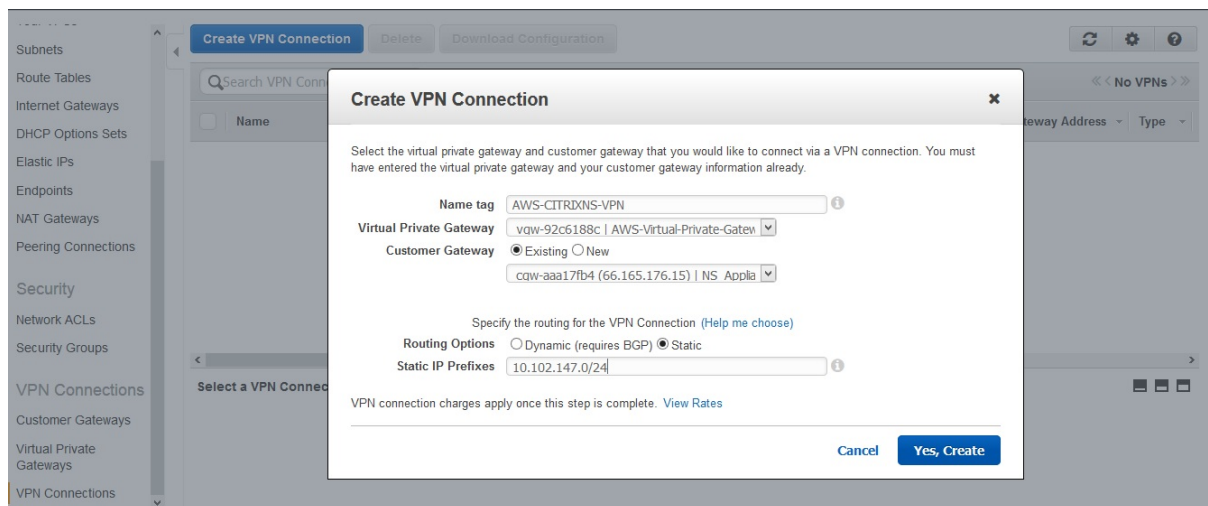 Create VPN Connection Delete Download Configuration
Subnets
Route Tables
Internet Gateways
DHCP Options Sets
Elastic IPs
Endpoints
NAT Gateways
Peering Connections
Security
Network ACLs
Security Groups
VPN Connections
Customer Gateways
Virtual Private
Gateways
VPN Connections
Search VPN Conn
No VPNs
Name
teway Address Type
Create VPN Connection
Select the virtual private gateway and customer gateway that you would like to connect via a VPN connection. You must
have entered the virtual private gateway and your customer gateway information already.
Name tag AWS-CITRIXNS-VPN
Virtual Private Gateway vgw-92c6188c | AWS-Virtual-Private-Gatew
Customer Gateway Existing New
cgw-aaa17fb4 (66.165.176.15) | NS_Applia
Specify the routing for the VPN Connection (Help me choose)
Routing Options Dynamic (requires BGP) Static
Static IP Prefixes 10.102.147.0/24
VPN connection charges apply once this step is complete. View Rates
Cancel Yes, Create
Select a VPN Connec